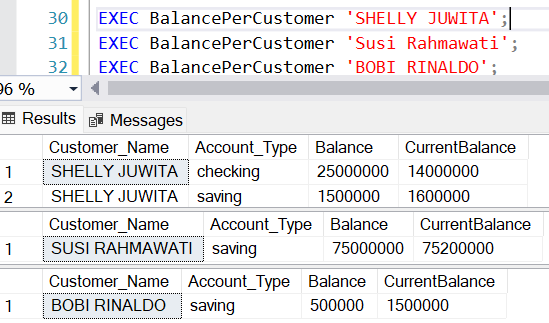 30 EXEC BalancePerCustomer 'SHELLY JUWITA';
31 EXEC BalancePerCustomer 'Susi Rahmawati';
32 EXEC BalancePerCustomer 'BOBI RINALDO';
96 %
Results Messages
Customer_Name Account_Type Balance CurrentBalance
1 SHELLY JUWITA checking 25000000 14000000
2 SHELLY JUWITA saving 1500000 1600000
Customer_Name Account_Type Balance CurrentBalance
1 SUSI RAHMAWATI saving 75000000 75200000
Customer_Name Account_Type Balance CurrentBalance
1 BOBI RINALDO saving 500000 1500000